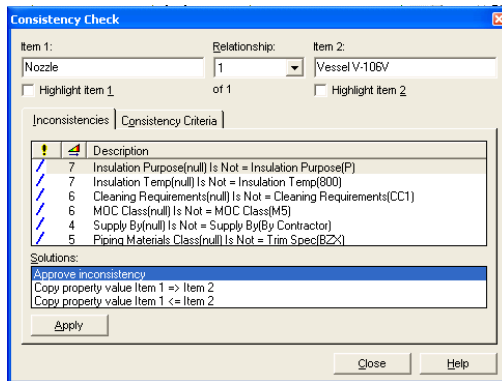 Consistency Check
Item 1: Relationship: Item 2:
Nozzle 1 Vessel V-106V
Highlight item 1 of 1 Highlight item 2
Inconsistencies Consistency Criteria
! Description
7 Insulation Purpose(null) Is Not = Insulation Purpose(P)
7 Insulation Temp(null) Is Not = Insulation Temp(800)
6 Cleaning Requirements(null) Is Not = Cleaning Requirements(CC1)
6 MOC Class(null) Is Not = MOC Class(M5)
4 Supply By(null) Is Not = Supply By(By Contractor)
5 Piping Materials Class(null) Is Not = Trim Spec(BZX)
Solutions:
Approve inconsistency
Copy property value Item 1 => Item 2
Copy property value Item 1 <= Item 2
Apply
Close Help